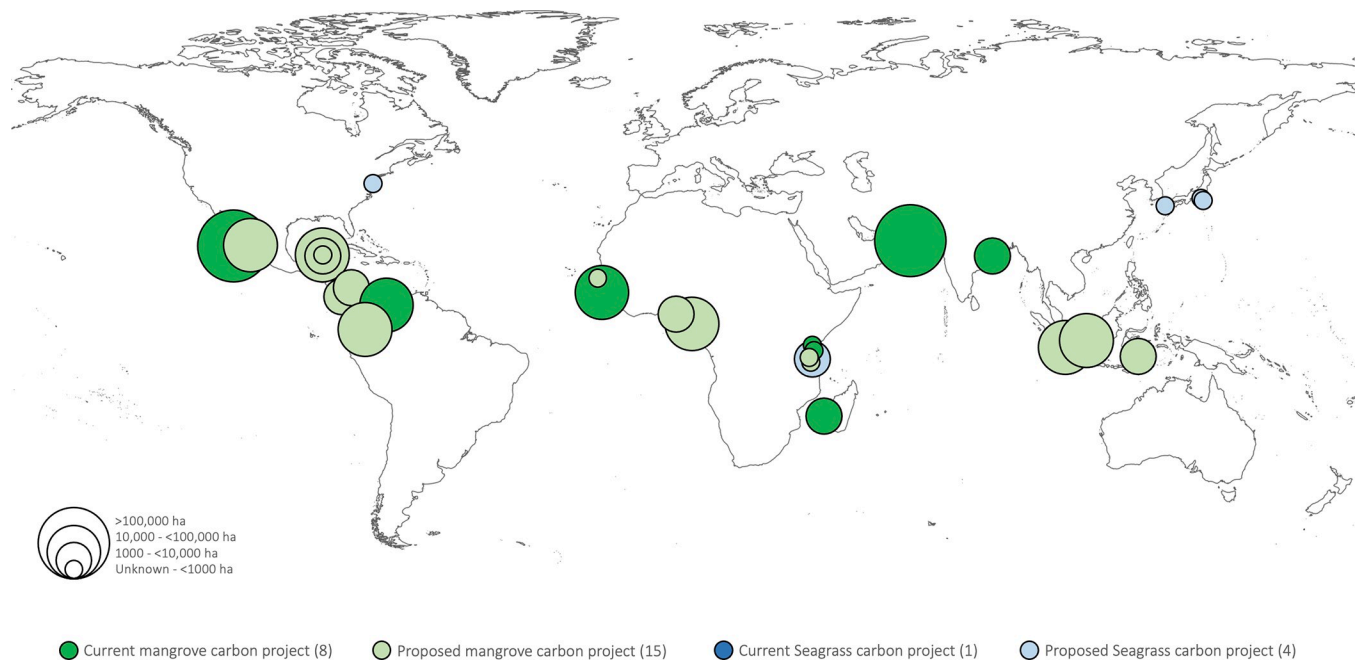 >100,000 ha
10,000 - <100,000 ha
1000 - <10,000 ha
Unknown - <1000 ha
Current mangrove carbon project (8)
Proposed mangrove carbon project (15)
Current Seagrass carbon project (1)
Proposed Seagrass carbon project (4)